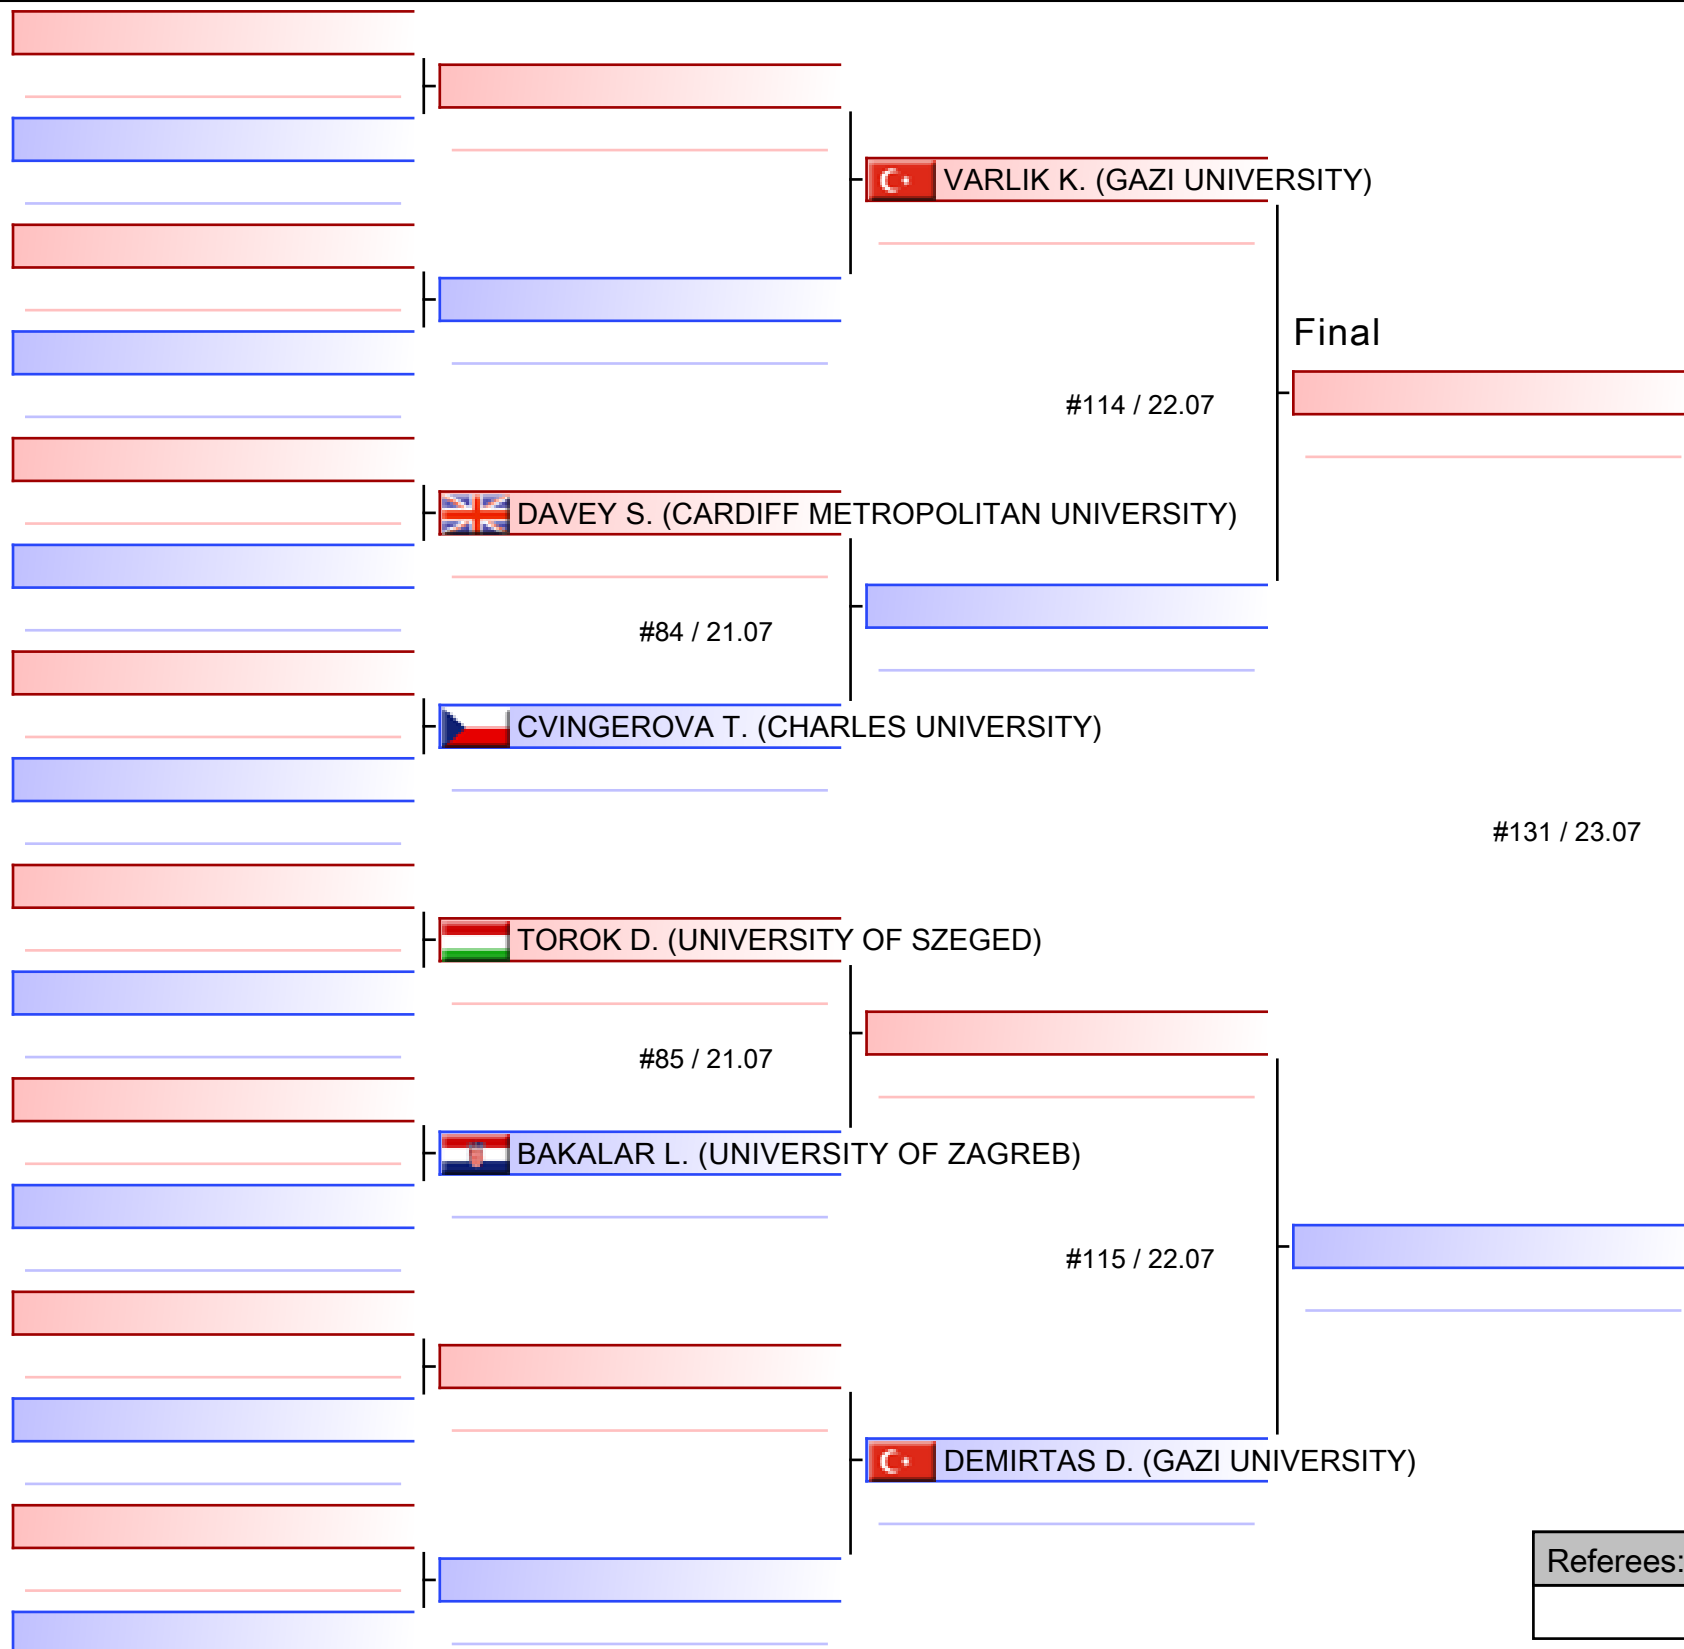 VARLIK K. (GAZI UNIVERSITY)
Final
#114 / 22.07
DAVEY S. (CARDIFF METROPOLITAN UNIVERSITY)
#84 / 21.07
CVINGEROVA T. (CHARLES UNIVERSITY)
#131 / 23.07
TOROK D. (UNIVERSITY OF SZEGED)
#85 / 21.07
BAKALAR L. (UNIVERSITY OF ZAGREB)
#115 / 22.07
DEMIRTAS D. (GAZI UNIVERSITY)
Referees: